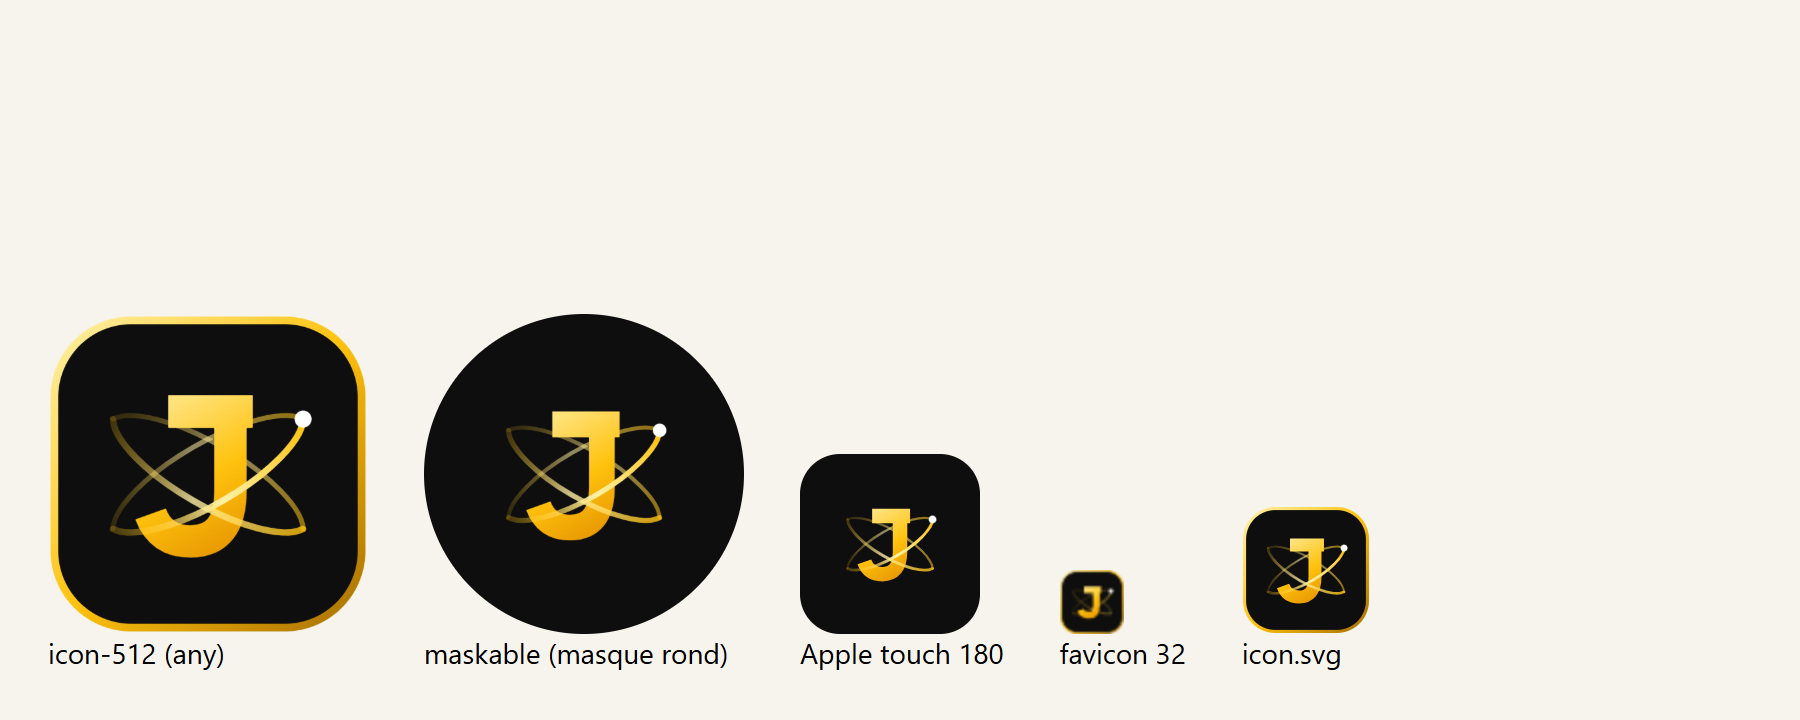 J
J
J
J
J
icon-512 (any)
maskable (masque rond)
Apple touch 180
favicon 32
icon.svg